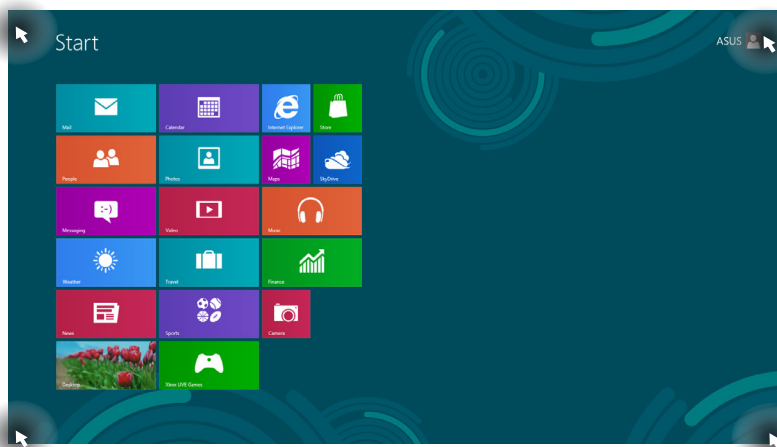 Start
ASUS
Mail
Calendar
Internet Explorer
Store
People
Photos
Maps
SkyDrive
Messaging
Video
Music
Weather
Travel
Finance
News
Sports
Camera
Desktop
Xbox LIVE Games